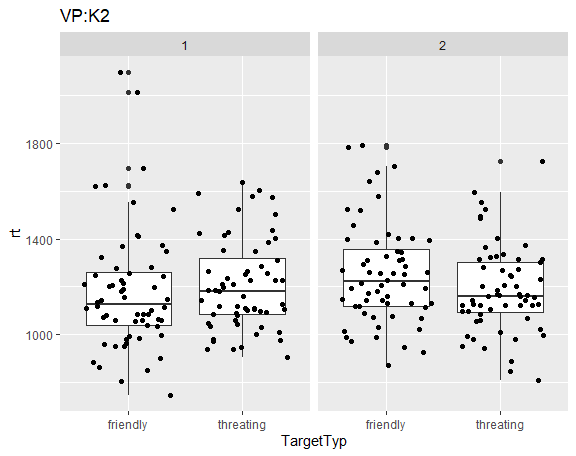 VP:K2
1 2
rt
1800
1400
1000
friendly threating friendly threating
TargetTyp